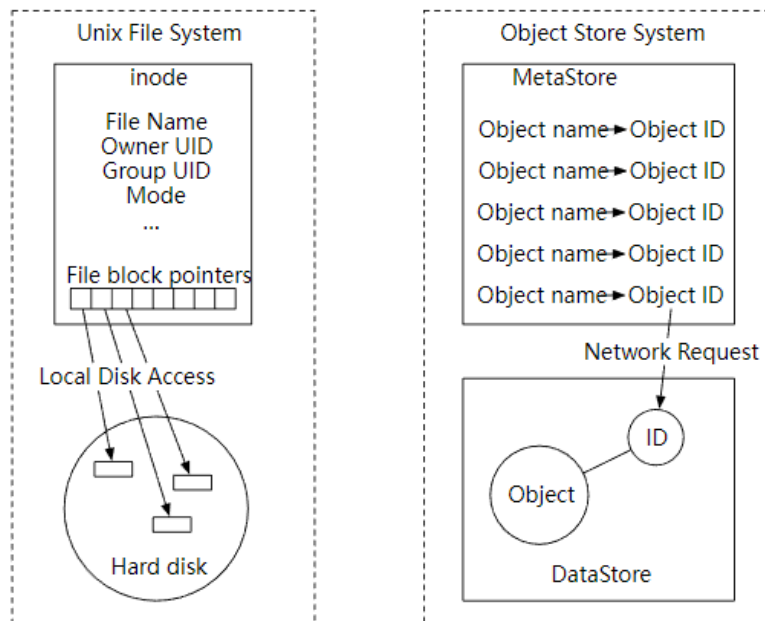 Unix File System
inode
File Name
Owner UID
Group UID
Mode
...
File block pointers
Local Disk Access
Hard disk
Object Store System
MetaStore
Object name Object ID
Object name Object ID
Object name Object ID
Object name Object ID
Object name Object ID
Network Request
ID
Object
DataStore